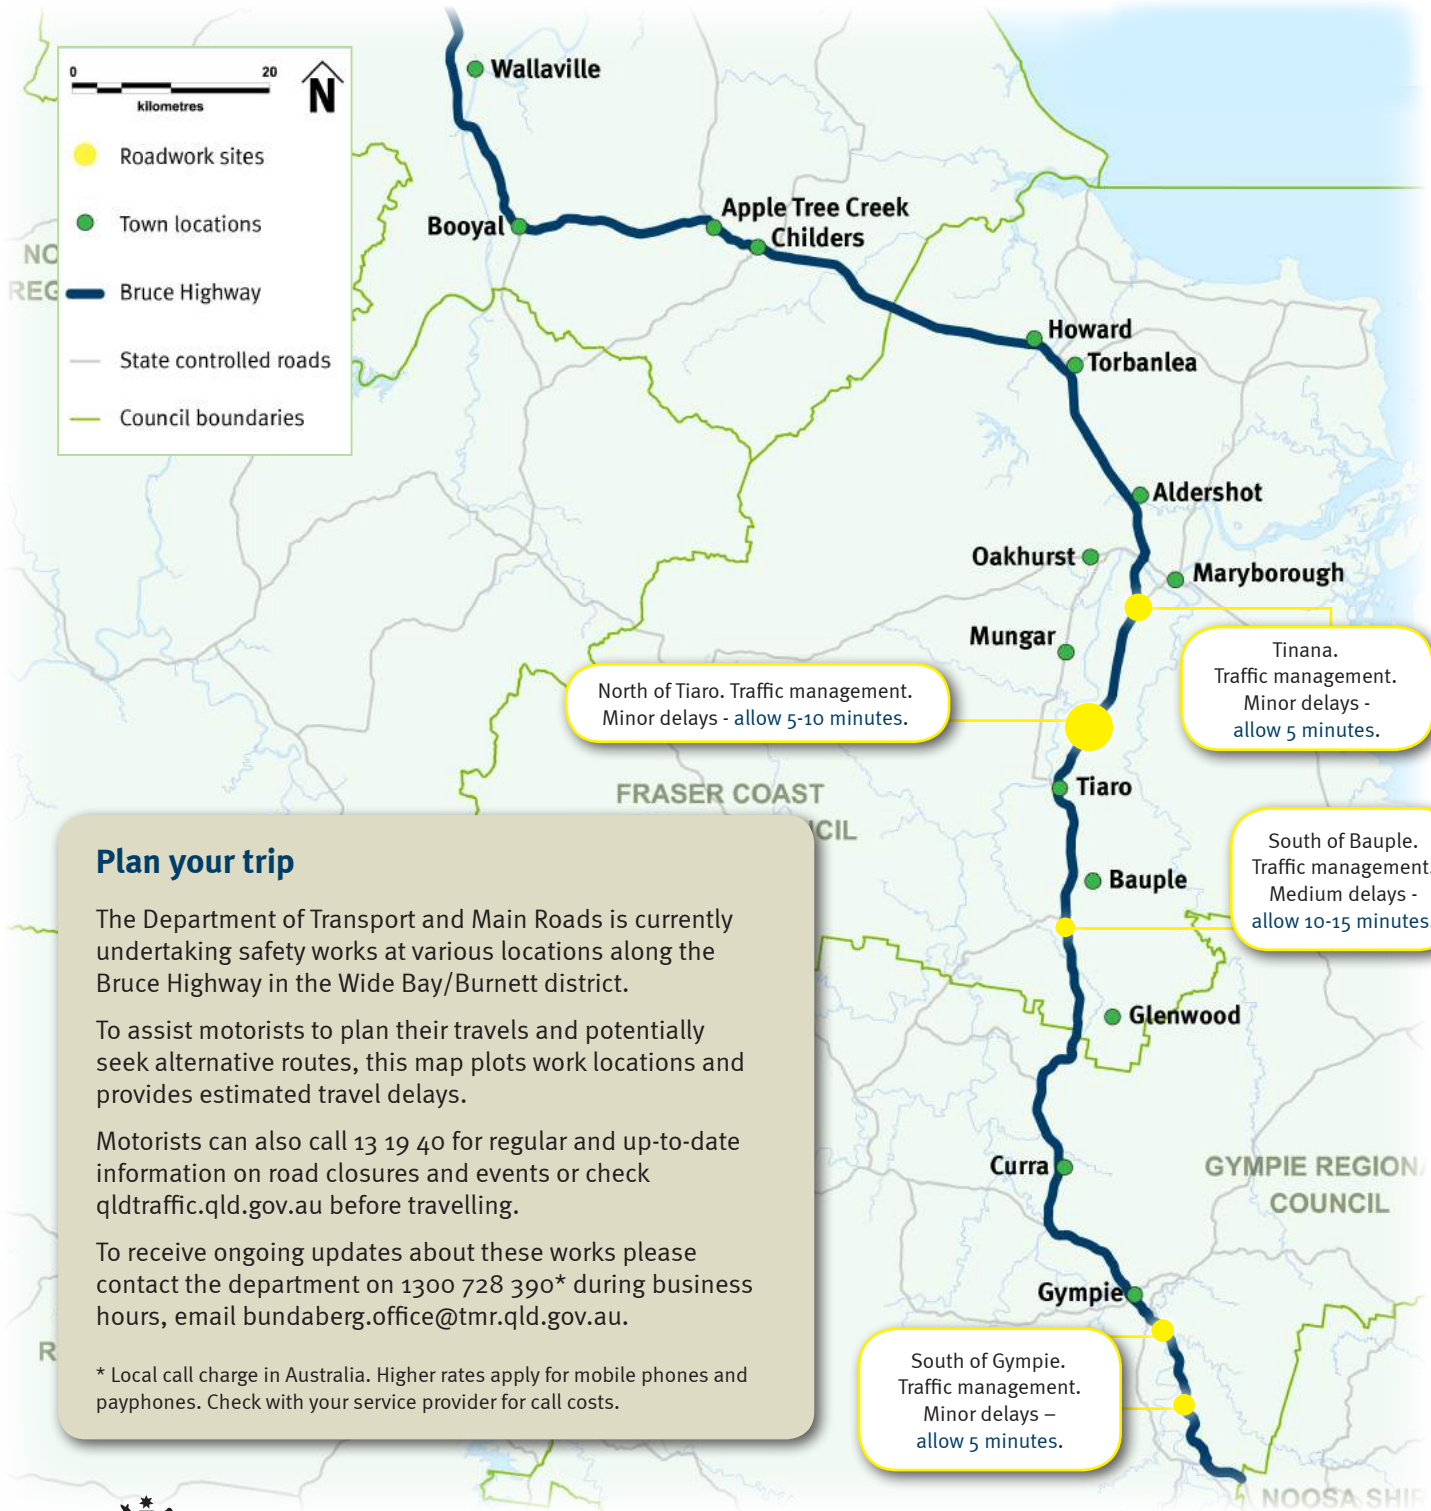 0 20
kilometres
N
Roadwork sites
Town locations
Bruce Highway
State controlled roads
Council boundaries
Wallaville
Booyal
Apple Tree Creek
Childers
Howard
Torbanlea
Aldershot
Oakhurst
Maryborough
Mungar
Tinana.
Traffic management.
Minor delays -
allow 5 minutes.
North of Tiaro. Traffic management.
Minor delays - allow 5-10 minutes.
Tiaro
FRASER COAST
South of Bauple.
Traffic management.
Medium delays -
allow 10-15 minutes.
Bauple
Glenwood
Curra
GYMPIE REGIONA
COUNCIL
Gympie
South of Gympie.
Traffic management.
Minor delays –
allow 5 minutes.
NOOSA SHIR
Plan your trip
The Department of Transport and Main Roads is currently
undertaking safety works at various locations along the
Bruce Highway in the Wide Bay/Burnett district.
To assist motorists to plan their travels and potentially
seek alternative routes, this map plots work locations and
provides estimated travel delays.
Motorists can also call 13 19 40 for regular and up-to-date
information on road closures and events or check
qldtraffic.qld.gov.au before travelling.
To receive ongoing updates about these works please
contact the department on 1300 728 390* during business
hours, email bundaberg.office@tmr.qld.gov.au.
* Local call charge in Australia. Higher rates apply for mobile phones and
payphones. Check with your service provider for call costs.